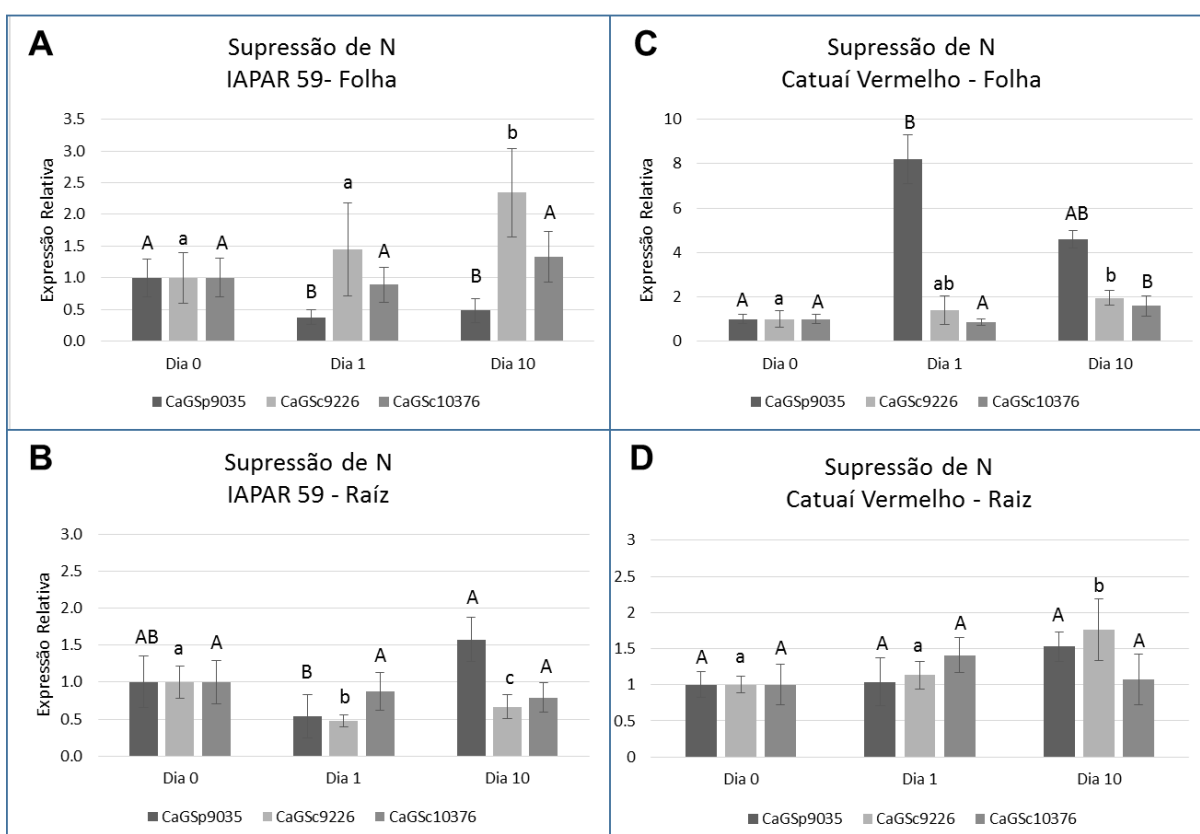 A
Supressão de N
IAPAR 59- Folha
Expressão Relativa
3.5
3.0
2.5
2.0
1.5
1.0
0.5
0.0
A a A
B a A
B b A
Dia 0 Dia 1 Dia 10
CaGSp9035 CaGSc9226 CaGSc10376
C
Supressão de N
Catuaí Vermelho - Folha
Expressão Relativa
10
8
6
4
2
0
A a A
B ab A
AB b B
Dia 0 Dia 1 Dia 10
CaGSp9035 CaGSc9226 CaGSc10376
B
Supressão de N
IAPAR 59 - Raíz
Expressão Relativa
3.0
2.5
2.0
1.5
1.0
0.5
0.0
AB a A
B b A
A c A
Dia 0 Dia 1 Dia 10
CaGSp9035 CaGSc9226 CaGSc10376
D
Supressão de N
Catuaí Vermelho - Raiz
3
2.5
2
1.5
1
0.5
0
A a A
A a A
A b A
Dia 0 Dia 1 Dia 10
CaGSp9035 CaGSc9226 CaGSc10376